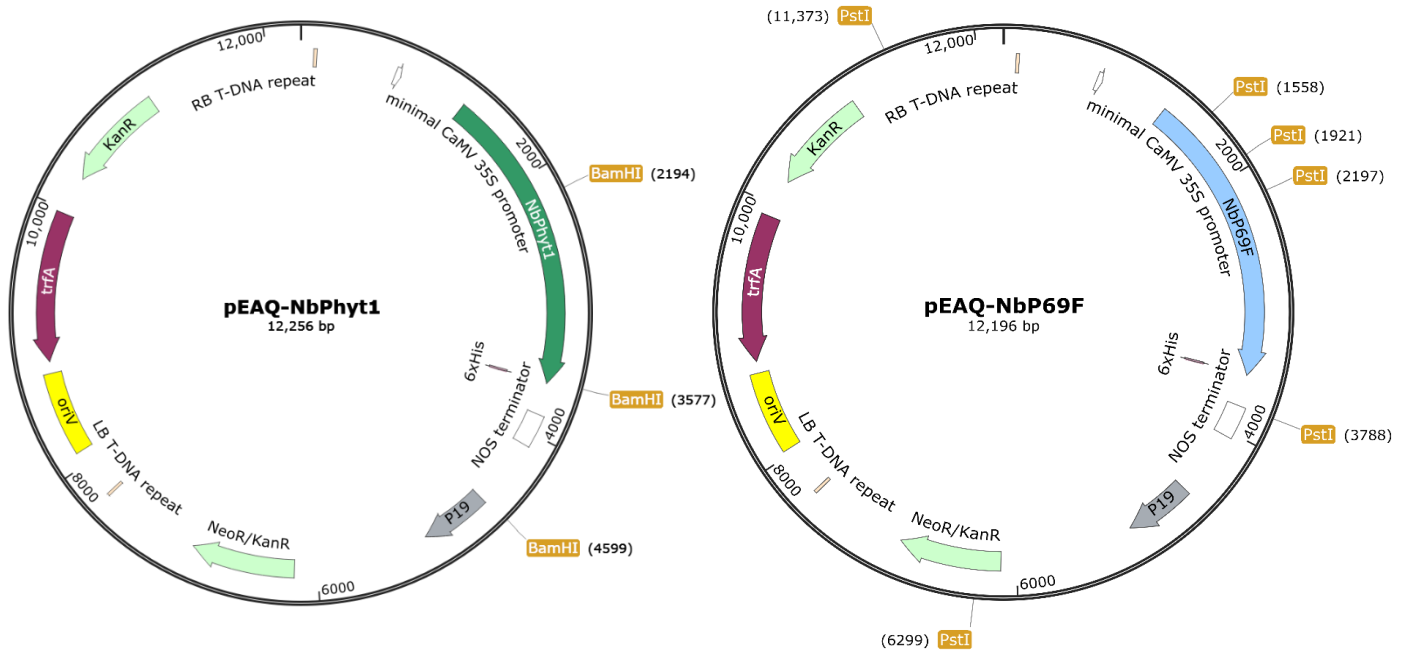 12,000
RB T-DNA repeat
minimal CaMV 35S promoter
KanR
2000
BamHI (2194)
NbPhyt1
10,000
trfA
pEAQ-NbPhyt1
12,256 bp
6xHis
BamHI (3577)
NOS terminator
4000
oriV
LB T-DNA repeat
8000
P19
NeoR/KanR
BamHI (4599)
6000
(11,373) PstI
12,000
RB T-DNA repeat
minimal CaMV 35S promoter
PstI (1558)
KanR
PstI (1921)
2000
PstI (2197)
NbP69F
10,000
trfA
pEAQ-NbP69F
12,196 bp
6xHis
NOS terminator
4000
PstI (3788)
oriV
LB T-DNA repeat
8000
P19
NeoR/KanR
6000
(6299) PstI